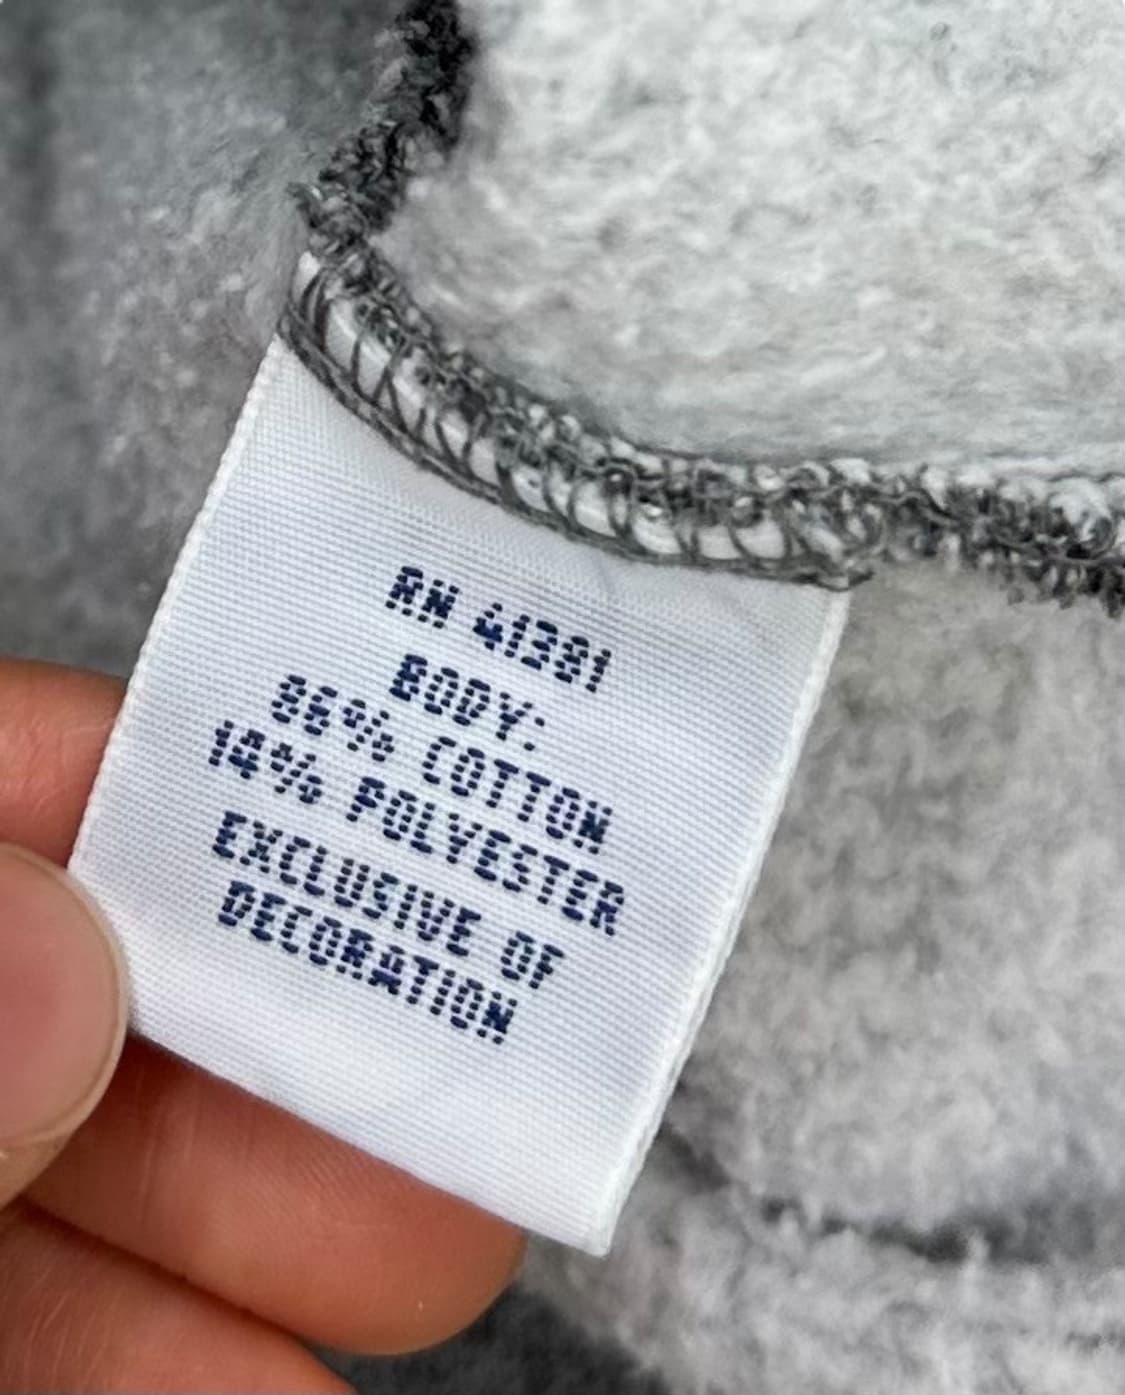 RN 41381
BODY:
86% COTTON
14% POLYESTER
EXCLUSIVE OF
DECORATION